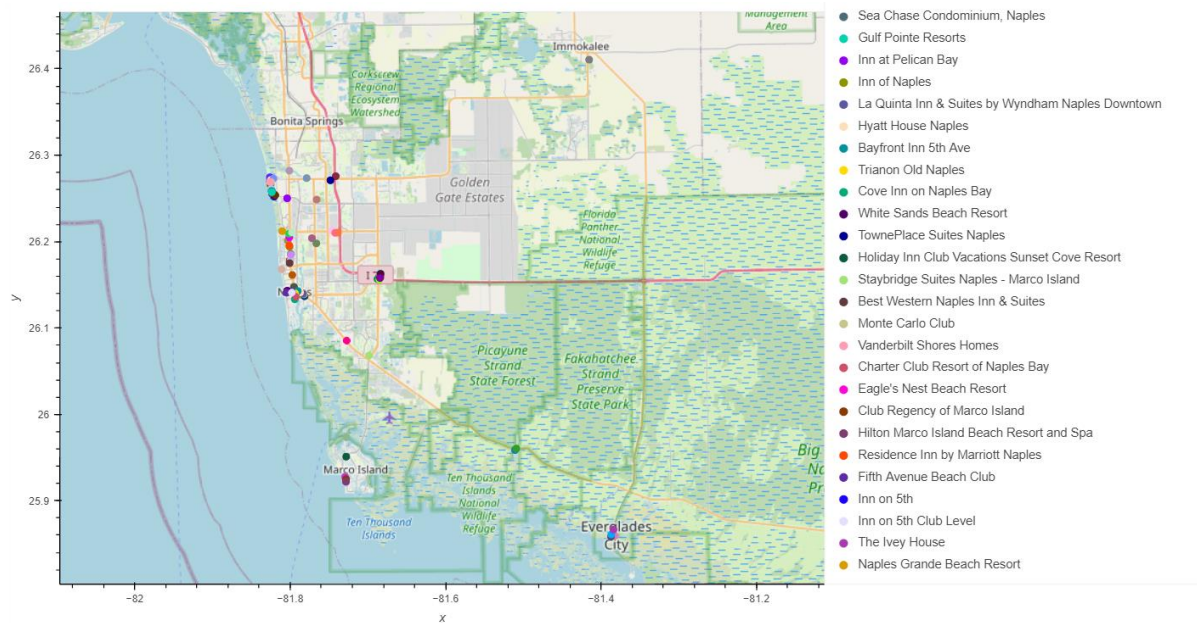 Management
Area
Immokalee
Corkscrew
Regional
Ecosystem
Watershed
Bonita Springs
Golden
Gate Estates
Florida
Panther
National
Wildlife
Refuge
Picayune
Strand
State Forest
Fakahatchee
Strand
Preserve
State Park
Marco Island
Ten Thousand
Islands
National
Wildlife
Refuge
Ten Thousand
Islands
Everglades
City
Big
26.4
26.3
26.2
26.1
26
25.9
y
−82
−81.8
−81.6
−81.4
−81.2
x
Sea Chase Condominium, Naples
Gulf Pointe Resorts
Inn at Pelican Bay
Inn of Naples
La Quinta Inn & Suites by Wyndham Naples Downtown
Hyatt House Naples
Bayfront Inn 5th Ave
Trianon Old Naples
Cove Inn on Naples Bay
White Sands Beach Resort
TownePlace Suites Naples
Holiday Inn Club Vacations Sunset Cove Resort
Staybridge Suites Naples - Marco Island
Best Western Naples Inn & Suites
Monte Carlo Club
Vanderbilt Shores Homes
Charter Club Resort of Naples Bay
Eagle's Nest Beach Resort
Club Regency of Marco Island
Hilton Marco Island Beach Resort and Spa
Residence Inn by Marriott Naples
Fifth Avenue Beach Club
Inn on 5th
Inn on 5th Club Level
The Ivey House
Naples Grande Beach Resort